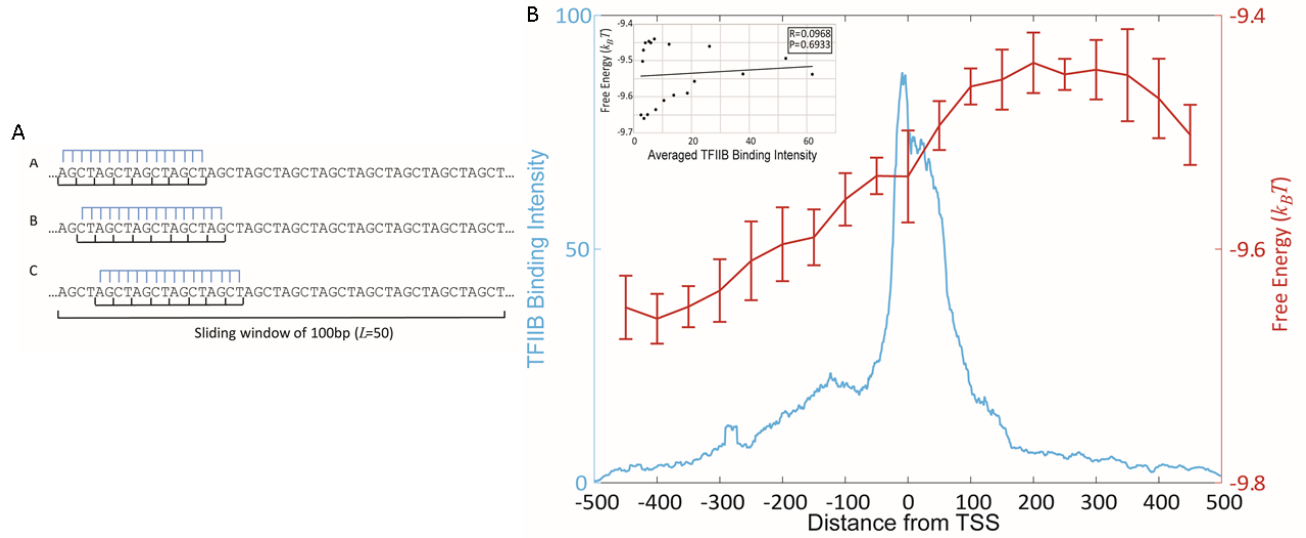 A
A
...AGCTAGCTAGCTAGCTAGCTAGCTAGCTAGCTAGCTAGCTAGCTAGCT...
B
...AGCTAGCTAGCTAGCTAGCTAGCTAGCTAGCTAGCTAGCTAGCTAGCT...
C
...AGCTAGCTAGCTAGCTAGCTAGCTAGCTAGCTAGCTAGCTAGCTAGCT...
Sliding window of 100bp (L=50)
B
TFIIB Binding Intensity
100
50
0
Free Energy (kBT)
-9.4
-9.5
-9.6
-9.7
R=0.0968
P=0.6933
0 20 40 60
Averaged TFIIB Binding Intensity
-9.4
-9.6
-9.8
Free Energy (kBT)
-500 -400 -300 -200 -100 0 100 200 300 400 500
Distance from TSS